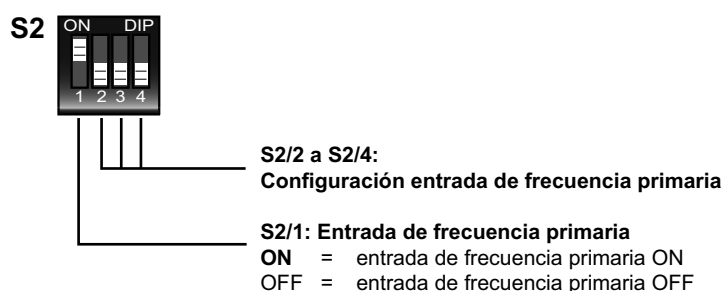 S2
ON DIP
1 2 3 4
S2/2 a S2/4:
Configuración entrada de frecuencia primaria
S2/1: Entrada de frecuencia primaria
ON = entrada de frecuencia primaria ON
OFF = entrada de frecuencia primaria OFF